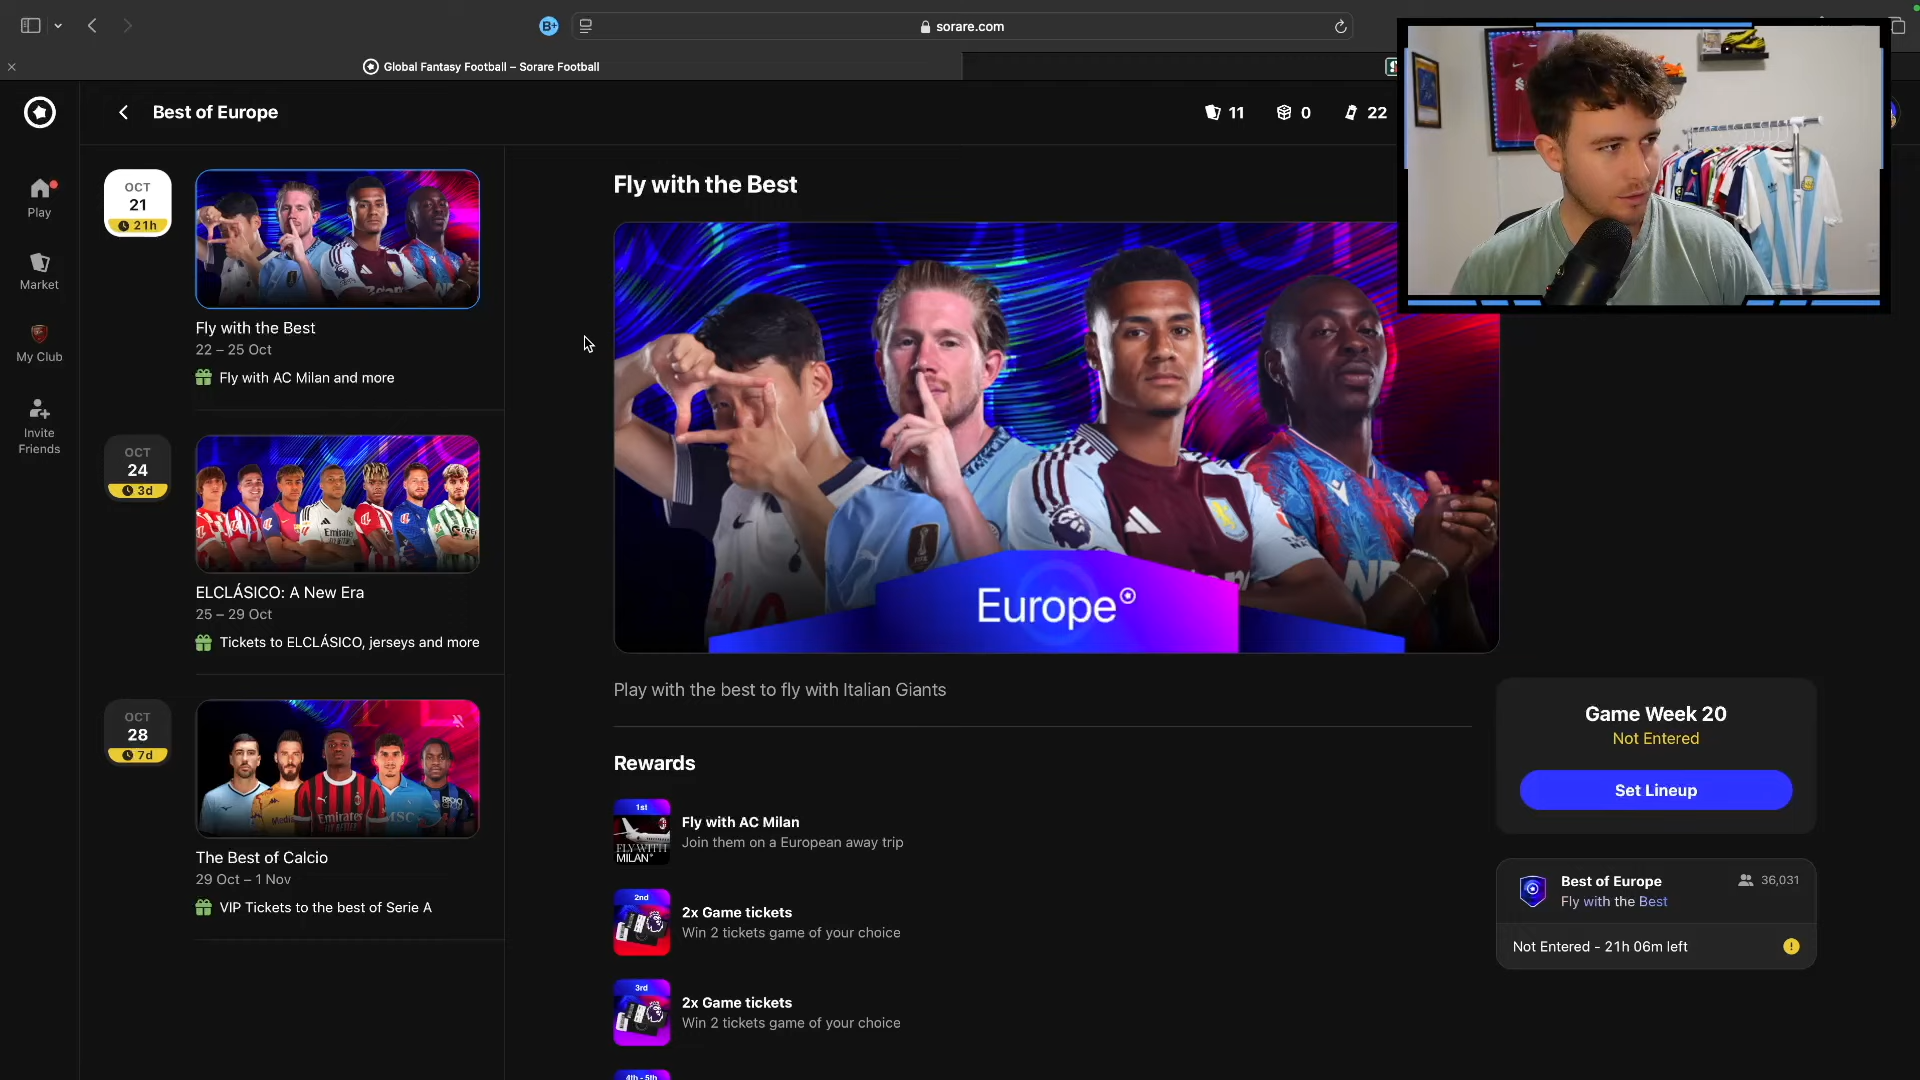 sorare.com
Global Fantasy Football – Sorare Football
Best of Europe
11
0
22
Play
Market
My Club
Invite
Friends
OCT
21
21h
Fly with the Best
22 – 25 Oct
Fly with AC Milan and more
OCT
24
3d
ELCLÁSICO: A New Era
25 – 29 Oct
Tickets to ELCLÁSICO, jerseys and more
OCT
28
7d
The Best of Calcio
29 Oct – 1 Nov
VIP Tickets to the best of Serie A
Fly with the Best
Europe
Play with the best to fly with Italian Giants
Rewards
1st
FLY WITH
MILAN
Fly with AC Milan
Join them on a European away trip
2nd
2x Game tickets
Win 2 tickets game of your choice
3rd
2x Game tickets
Win 2 tickets game of your choice
4th - 5th
Game Week 20
Not Entered
Set Lineup
Best of Europe
36,031
Fly with the Best
Not Entered - 21h 06m left